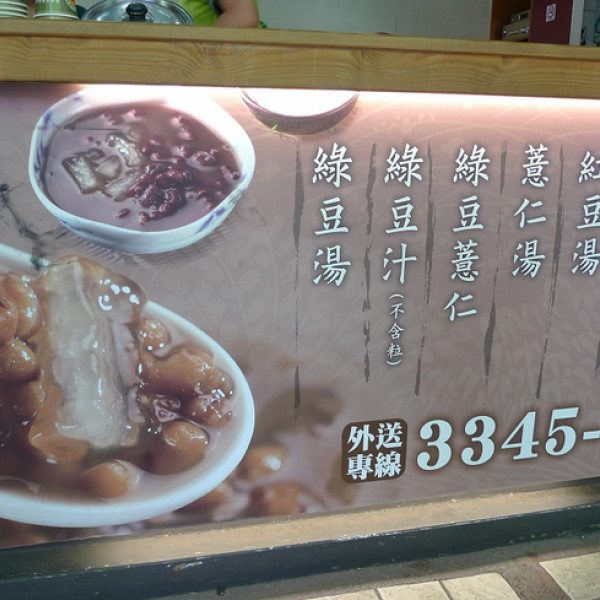 紅豆湯
薏仁湯
綠豆薏仁
綠豆汁(不含粒)
綠豆湯
外送專線 3345-